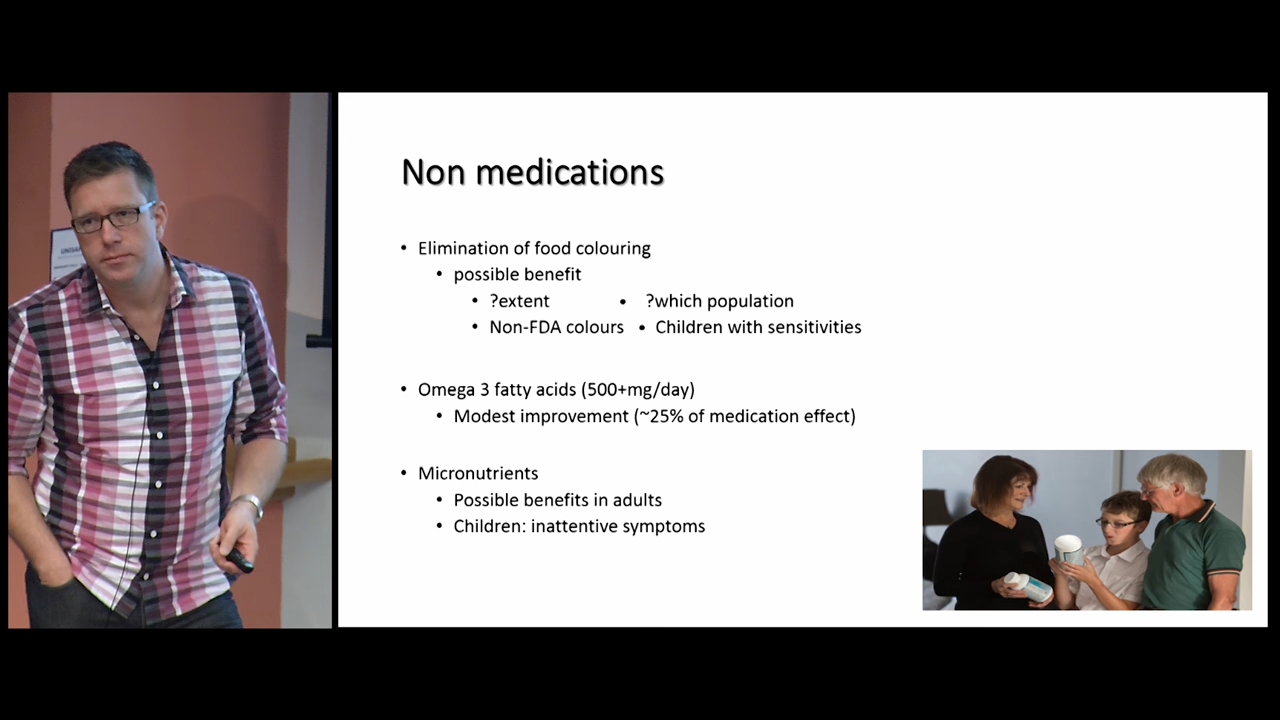 Non medications
• Elimination of food colouring
• possible benefit
• ?extent • ?which population
• Non-FDA colours • Children with sensitivities
• Omega 3 fatty acids (500+mg/day)
• Modest improvement (~25% of medication effect)
• Micronutrients
• Possible benefits in adults
• Children: inattentive symptoms